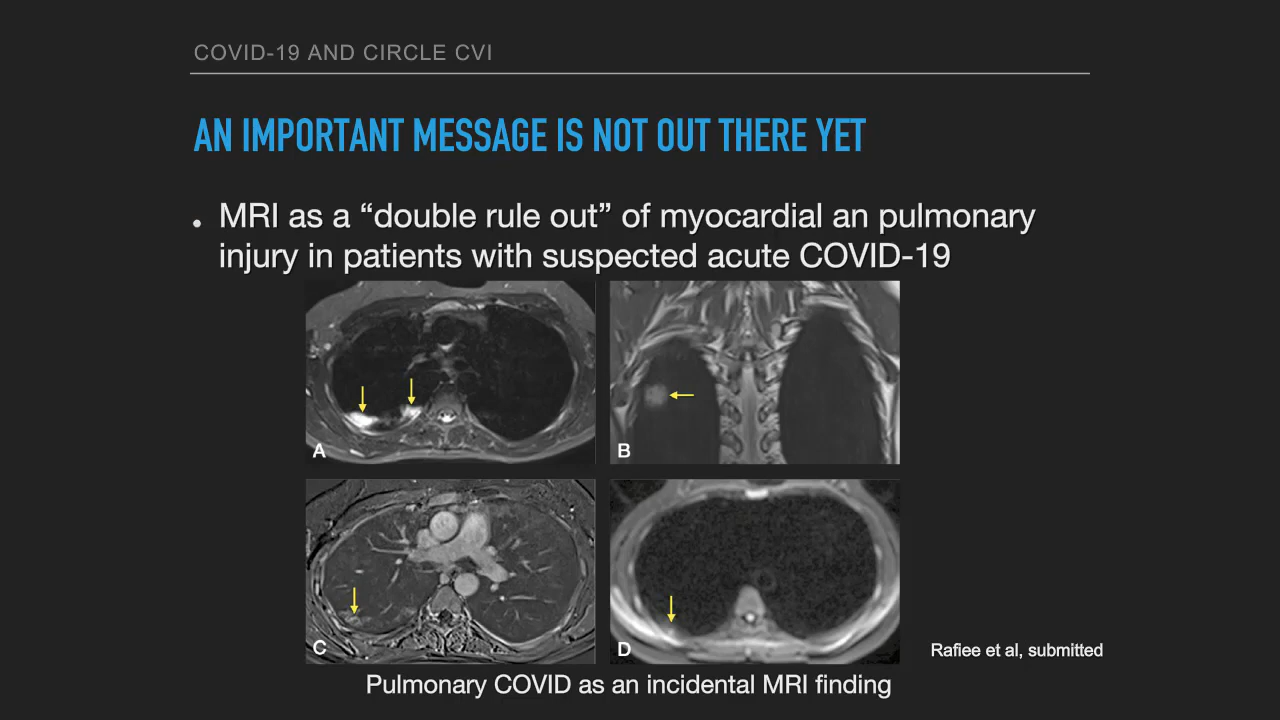 COVID-19 AND CIRCLE CVI
AN IMPORTANT MESSAGE IS NOT OUT THERE YET
• MRI as a “double rule out” of myocardial an pulmonary
injury in patients with suspected acute COVID-19
A
B
C
D
Rafiee et al, submitted
Pulmonary COVID as an incidental MRI finding